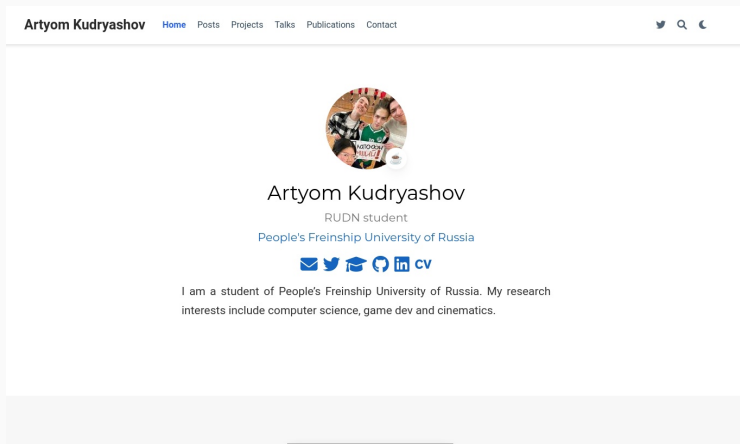 Artyom Kudryashov
Home Posts Projects Talks Publications Contact
Artyom Kudryashov
RUDN student
People's Freinship University of Russia
CV
I am a student of People's Freinship University of Russia. My research
interests include computer science, game dev and cinematics.